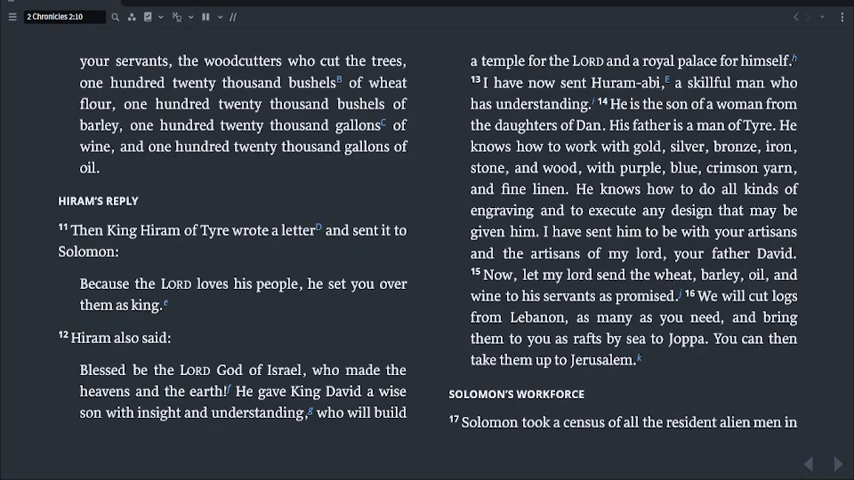 2 Chronicles 2:10
your servants, the woodcutters who cut the trees,
one hundred twenty thousand bushelsB of wheat
flour, one hundred twenty thousand bushels of
barley, one hundred twenty thousand gallonsC of
wine, and one hundred twenty thousand gallons of
oil.
HIRAM'S REPLY
11 Then King Hiram of Tyre wrote a letterD and sent it to
Solomon:
Because the LORD loves his people, he set you over
them as king.e
12 Hiram also said:
Blessed be the LORD God of Israel, who made the
heavens and the earth!f He gave King David a wise
son with insight and understanding,g who will build
a temple for the LORD and a royal palace for himself.h
13 I have now sent Huram-abi,E a skillful man who
has understanding.i 14 He is the son of a woman from
the daughters of Dan. His father is a man of Tyre. He
knows how to work with gold, silver, bronze, iron,
stone, and wood, with purple, blue, crimson yarn,
and fine linen. He knows how to do all kinds of
engraving and to execute any design that may be
given him. I have sent him to be with your artisans
and the artisans of my lord, your father David.
15 Now, let my lord send the wheat, barley, oil, and
wine to his servants as promised.j 16 We will cut logs
from Lebanon, as many as you need, and bring
them to you as rafts by sea to Joppa. You can then
take them up to Jerusalem.k
SOLOMON'S WORKFORCE
17 Solomon took a census of all the resident alien men in